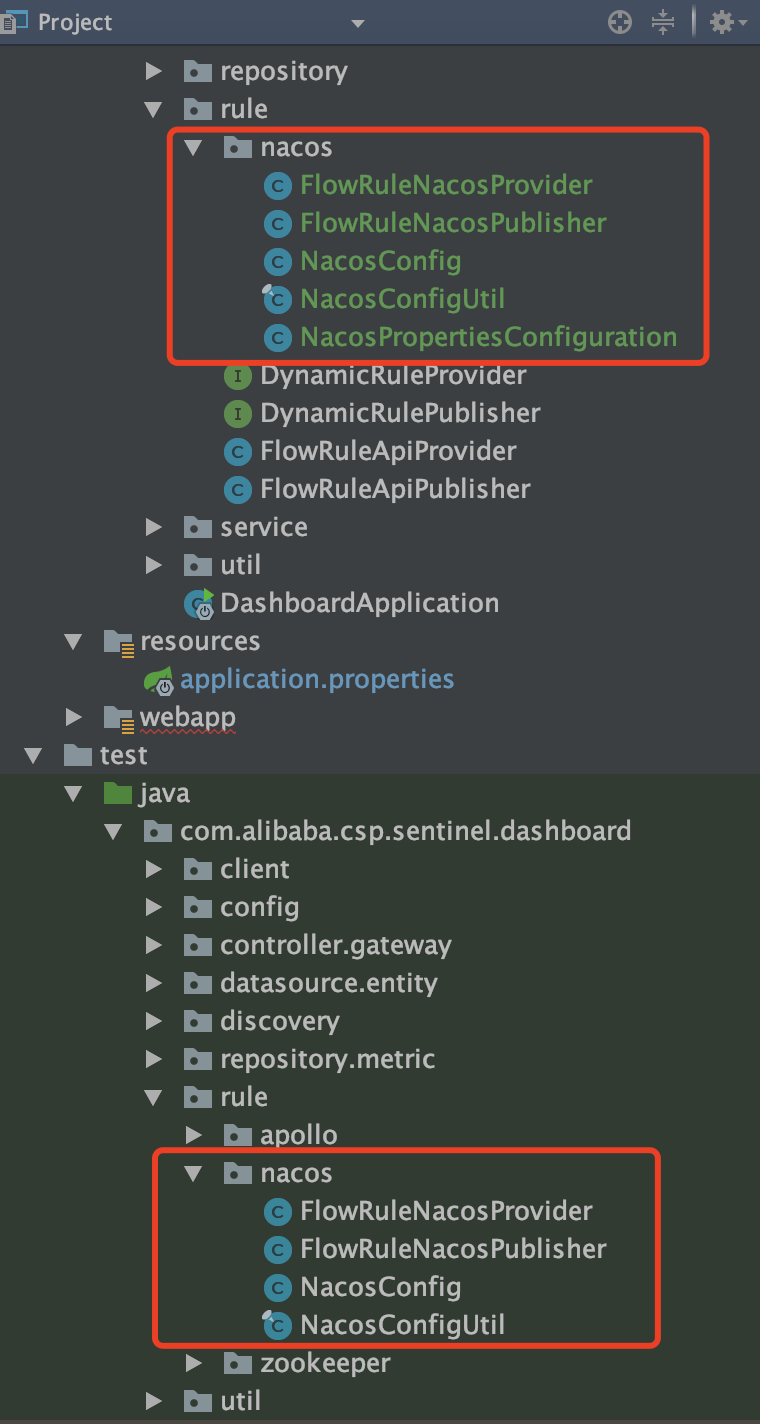 Project
repository
rule
nacos
FlowRuleNacosProvider
FlowRuleNacosPublisher
NacosConfig
NacosConfigUtil
NacosPropertiesConfiguration
DynamicRuleProvider
DynamicRulePublisher
FlowRuleApiProvider
FlowRuleApiPublisher
service
util
DashboardApplication
resources
application.properties
webapp
test
java
com.alibaba.csp.sentinel.dashboard
client
config
controller.gateway
datasource.entity
discovery
repository.metric
rule
apollo
nacos
FlowRuleNacosProvider
FlowRuleNacosPublisher
NacosConfig
NacosConfigUtil
zookeeper
util